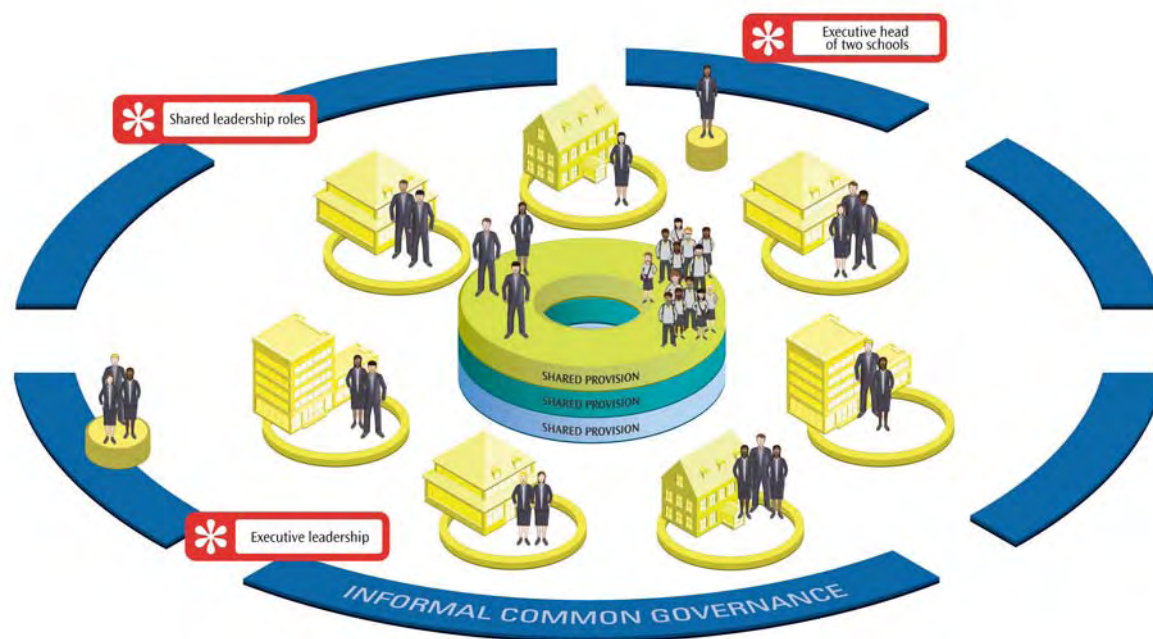 Executive head
of two schools
Shared leadership roles
SHARED PROVISION
SHARED PROVISION
SHARED PROVISION
Executive leadership
INFORMAL COMMON GOVERNANCE